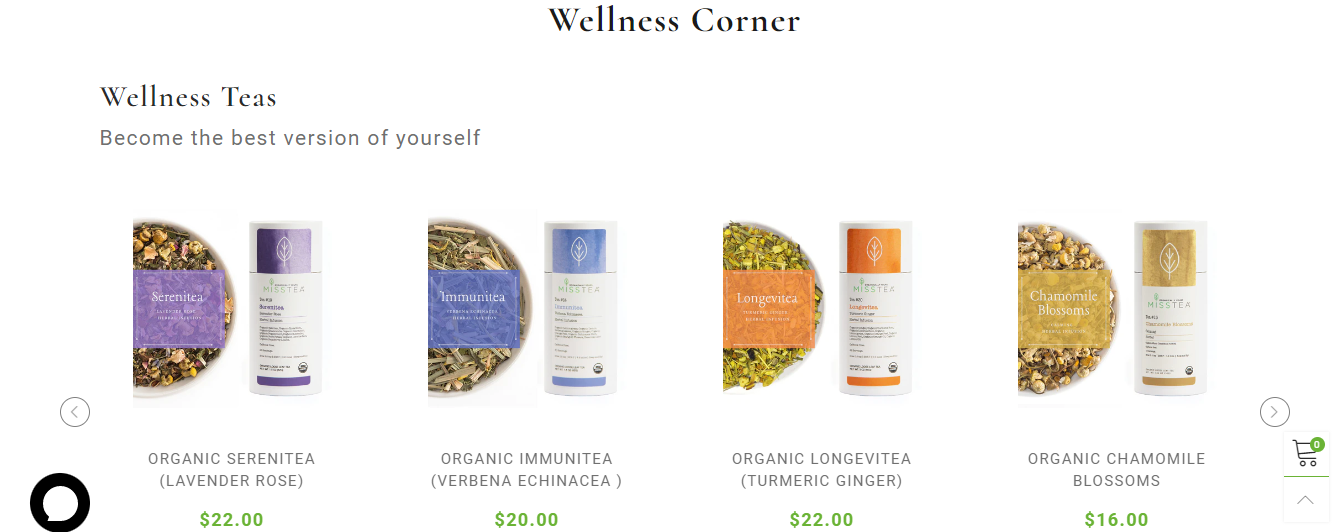 Wellness Corner
Wellness Teas
Become the best version of yourself
Serenitea
LAVENDER ROSE
HERBAL INFUSION
MISSTEA
Serenitea
Immunitea
VERBENA ECHINACEA
HERBAL INFUSION
MISSTEA
Immunitea
Longevitea
TURMERIC GINGER
HERBAL INFUSION
MISSTEA
Longevitea
Turmeric Ginger
Chamomile
Blossoms
HERBAL INFUSION
MISSTEA
Chamomile Blossoms
0
ORGANIC SERENITEA
(LAVENDER ROSE)
ORGANIC IMMUNITEA
(VERBENA ECHINACEA )
ORGANIC LONGEVITEA
(TURMERIC GINGER)
ORGANIC CHAMOMILE
BLOSSOMS
$22.00
$20.00
$22.00
$16.00